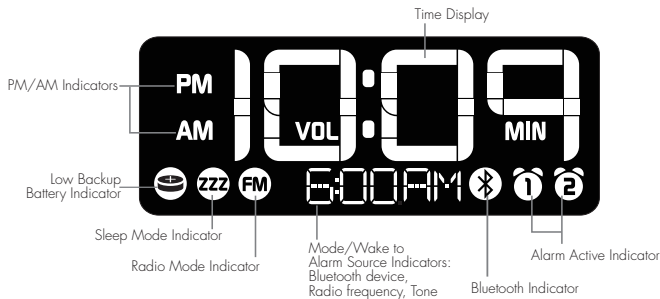 Time Display
PM/AM Indicators
PM
AM
10:09
VOL
MIN
Low Backup
Battery Indicator
ZZZ
FM
6:00AM
1
2
Sleep Mode Indicator
Radio Mode Indicator
Mode/Wake to
Alarm Source Indicators:
Bluetooth device,
Radio frequency, Tone
Bluetooth Indicator
Alarm Active Indicator